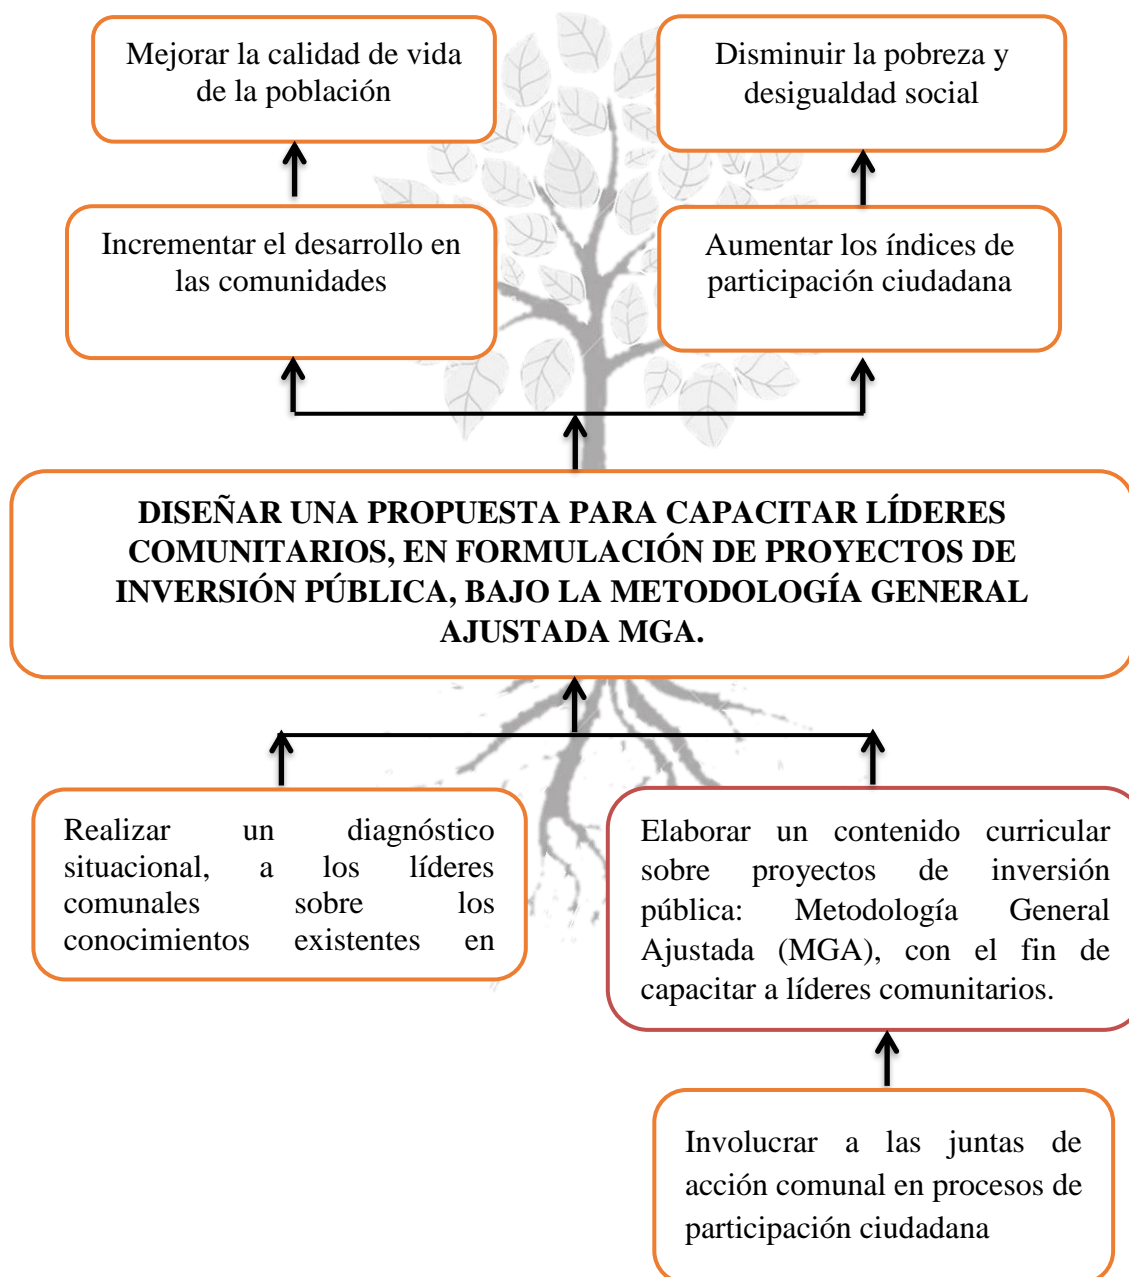 Mejorar la calidad de vida
de la población
Disminuir la pobreza y
desigualdad social
Incrementar el desarrollo en
las comunidades
Aumentar los índices de
participación ciudadana
DISEÑAR UNA PROPUESTA PARA CAPACITAR LÍDERES
COMUNITARIOS, EN FORMULACIÓN DE PROYECTOS DE
INVERSIÓN PÚBLICA, BAJO LA METODOLOGÍA GENERAL
AJUSTADA MGA.
Realizar un diagnóstico
situacional, a los líderes
comunales sobre los
conocimientos existentes en
Elaborar un contenido curricular
sobre proyectos de inversión
pública: Metodología General
Ajustada (MGA), con el fin de
capacitar a líderes comunitarios.
Involucrar a las juntas de
acción comunal en procesos de
participación ciudadana